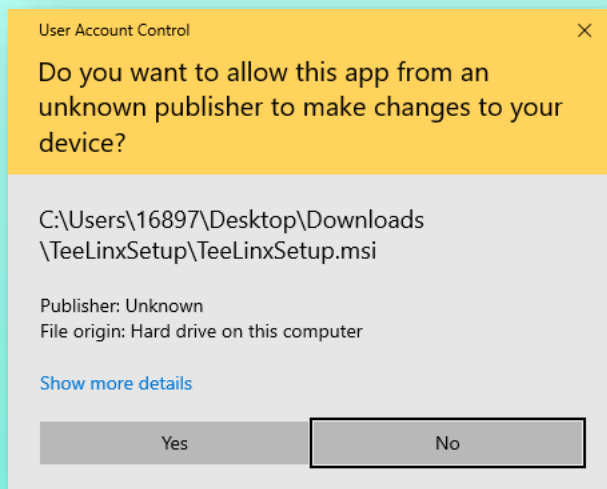 User Account Control
Do you want to allow this app from an
unknown publisher to make changes to your
device?
C:\Users\16897\Desktop\Downloads
\TeeLinxSetup\TeeLinxSetup.msi
Publisher: Unknown
File origin: Hard drive on this computer
Show more details
Yes
No